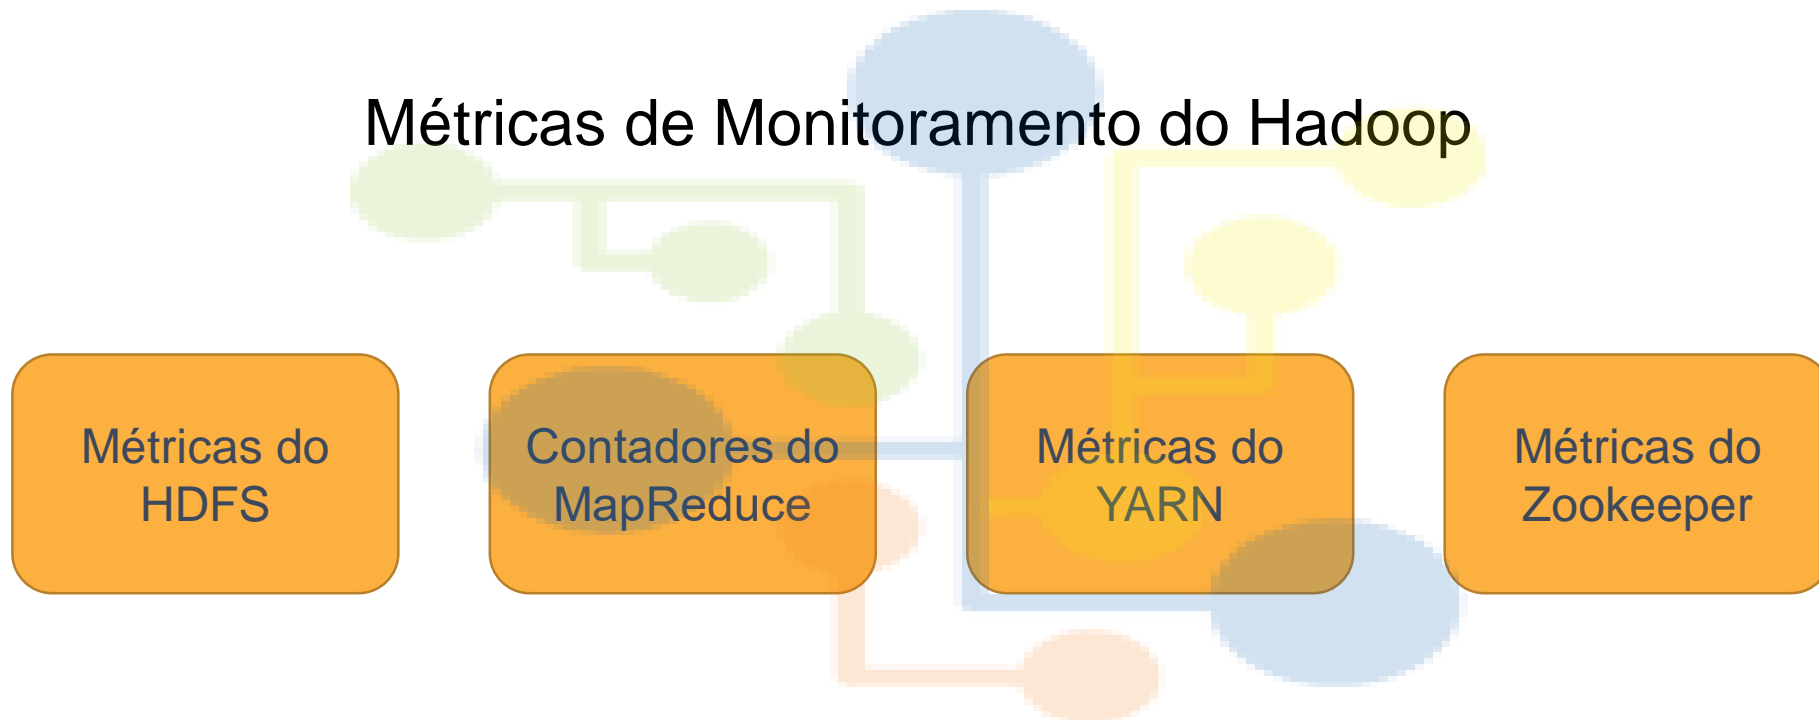 Métricas de Monitoramento do Hadoop
Métricas do
HDFS
Contadores do
MapReduce
Métricas do
YARN
Métricas do
Zookeeper